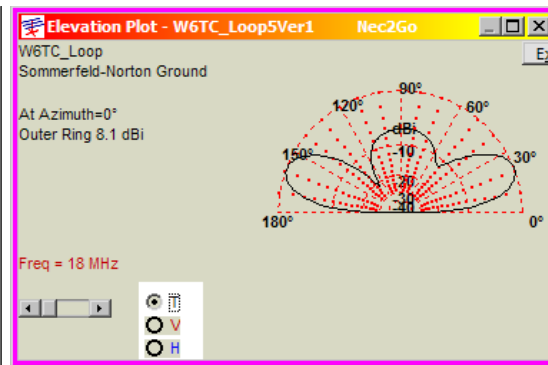 Elevation Plot - W6TC_Loop5Ver1 Nec2Go
W6TC_Loop
Sommerfeld-Norton Ground
At Azimuth=0°
Outer Ring 8.1 dBi
90°
120°
60°
dBi
-10
150°
30°
-20
-30
180°
0°
Freq = 18 MHz
T
V
H